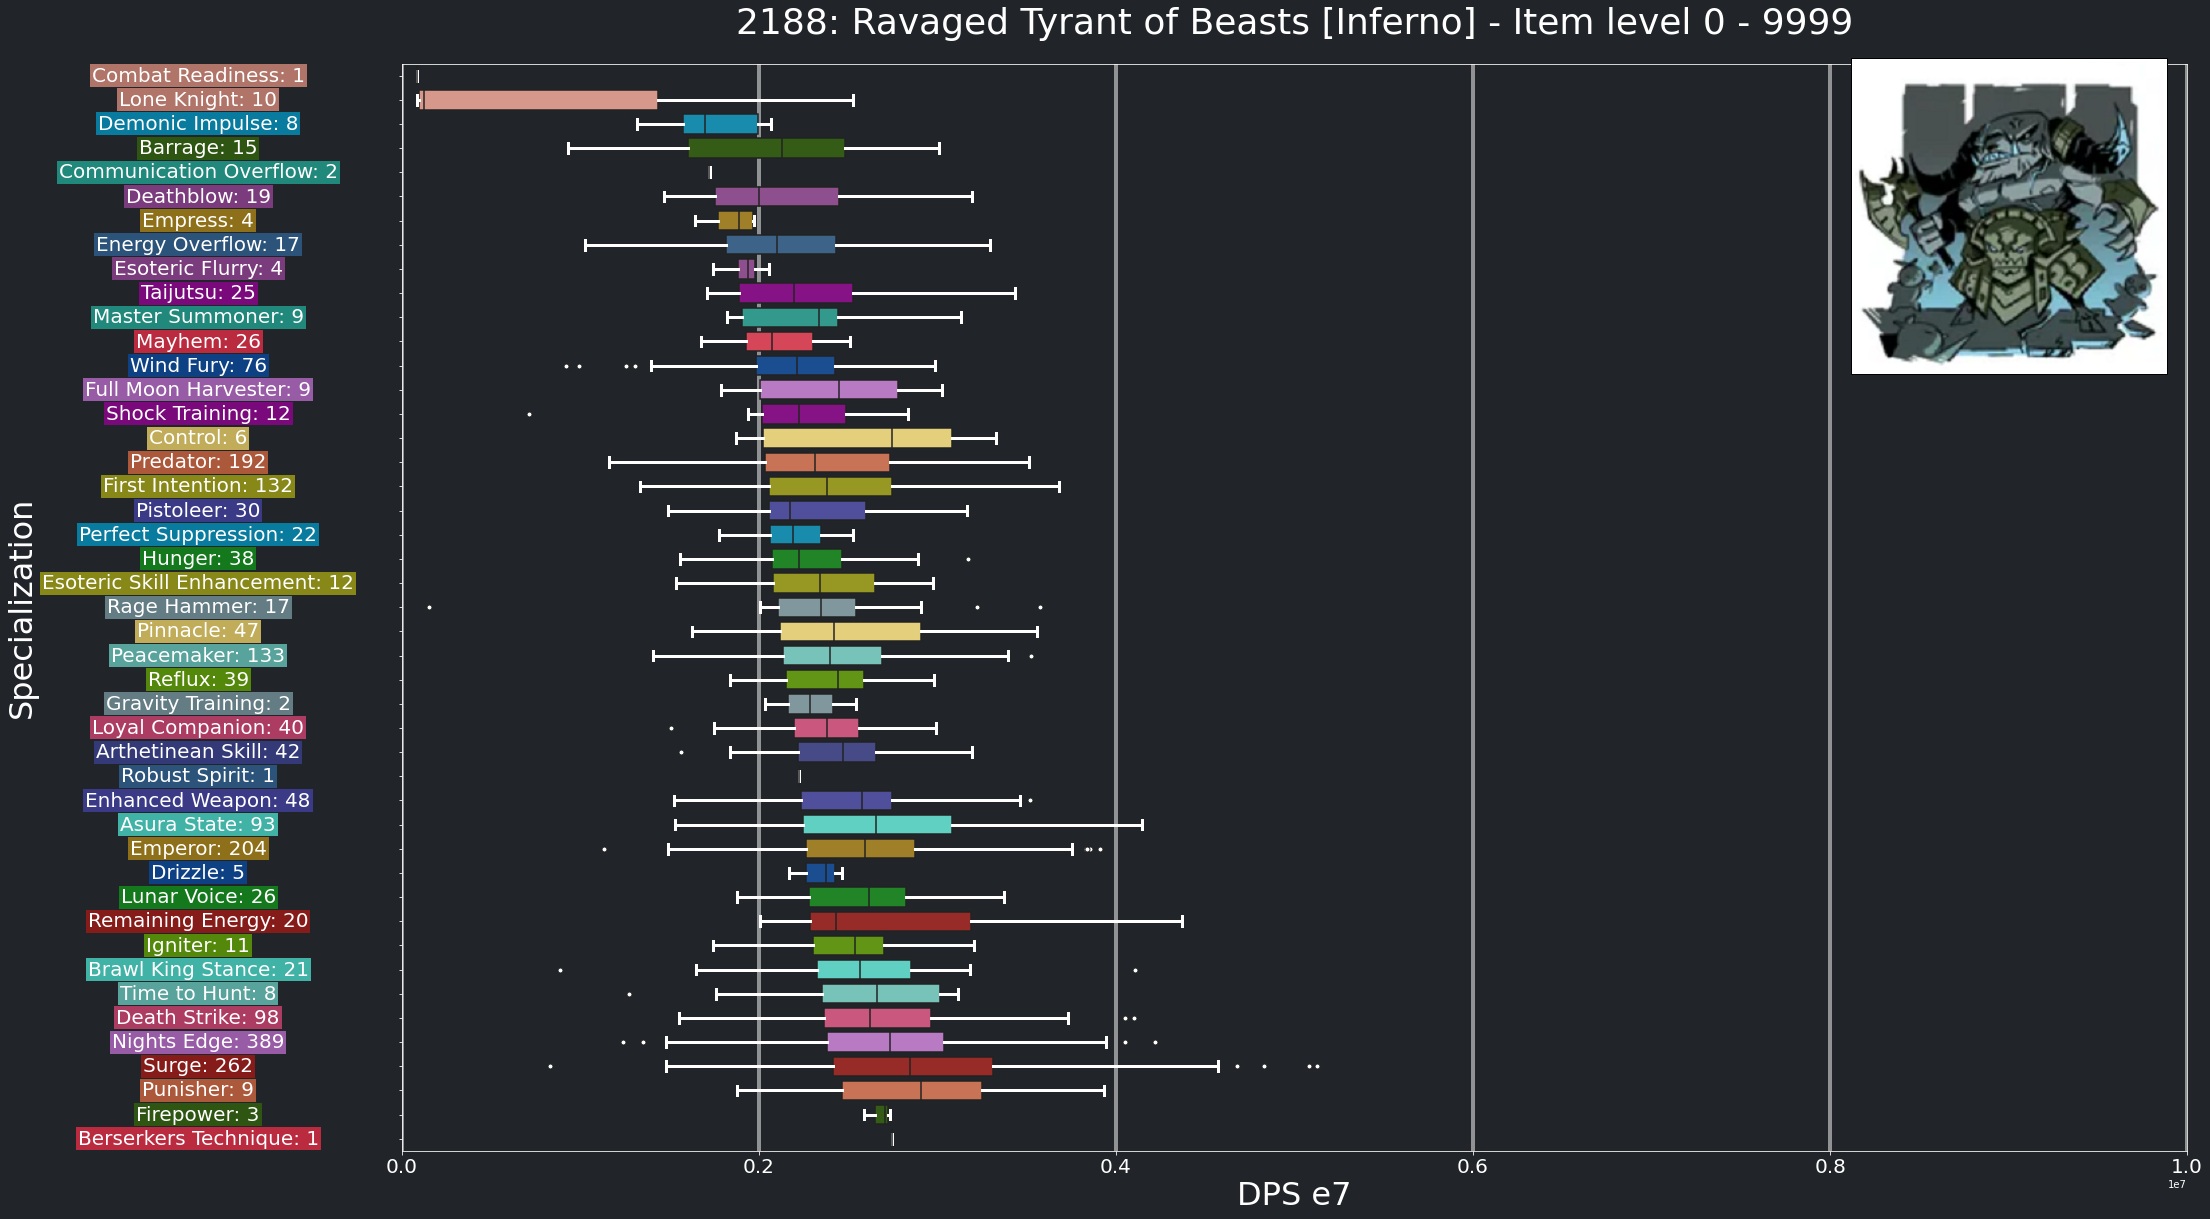 2188: Ravaged Tyrant of Beasts [Inferno] - Item level 0 - 9999
Combat Readiness: 1
Lone Knight: 10
Demonic Impulse: 8
Barrage: 15
Communication Overflow: 2
Deathblow: 19
Empress: 4
Energy Overflow: 17
Esoteric Flurry: 4
Taijutsu: 25
Master Summoner: 9
Mayhem: 26
Wind Fury: 76
Full Moon Harvester: 9
Shock Training: 12
Control: 6
Predator: 192
First Intention: 132
Pistoleer: 30
Perfect Suppression: 22
Hunger: 38
Esoteric Skill Enhancement: 12
Rage Hammer: 17
Pinnacle: 47
Peacemaker: 133
Reflux: 39
Gravity Training: 2
Loyal Companion: 40
Arthetinean Skill: 42
Robust Spirit: 1
Enhanced Weapon: 48
Asura State: 93
Emperor: 204
Drizzle: 5
Lunar Voice: 26
Remaining Energy: 20
Igniter: 11
Brawl King Stance: 21
Time to Hunt: 8
Death Strike: 98
Nights Edge: 389
Surge: 262
Punisher: 9
Firepower: 3
Berserkers Technique: 1
Specialization
0.0 0.2 0.4 0.6 0.8 1.0
1e7
DPS e7